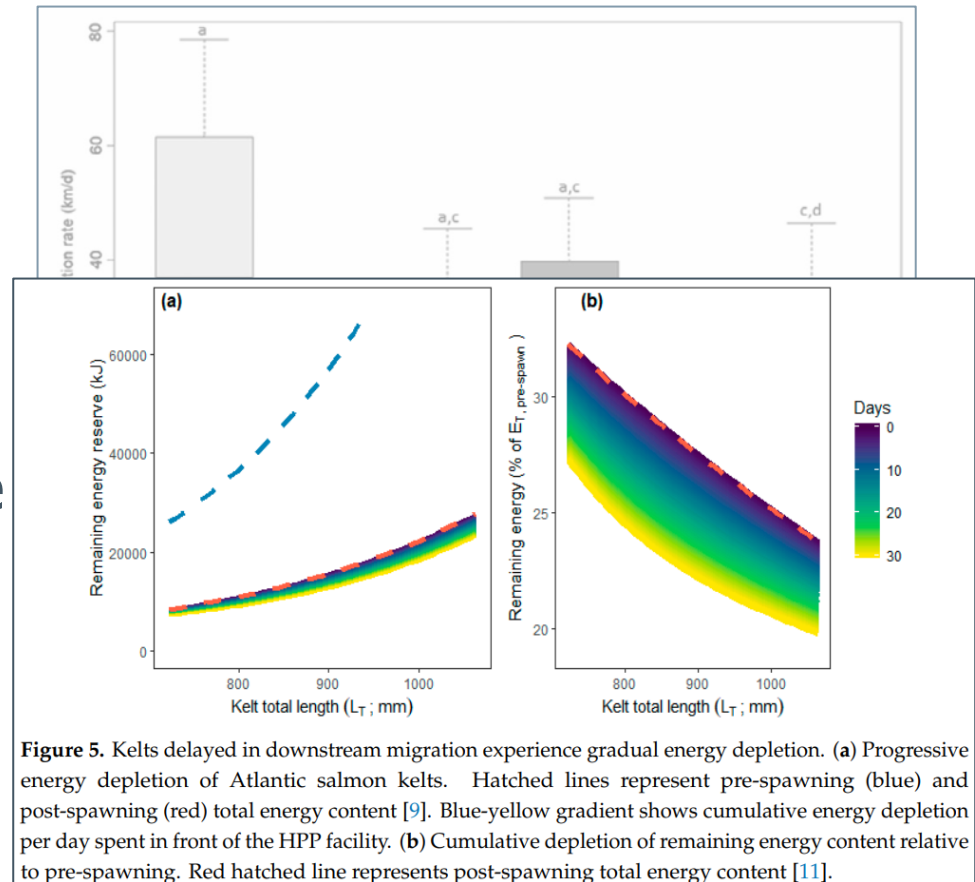 80
a
60
a,c
a,c
c,d
40
tion rate (km/d)
e
(a)
(b)
60000
40000
20000
0
Remaining energy reserve (kJ)
800
900
1000
Kelt total length (L_T ; mm)
30
25
20
Remaining energy (% of E_T, pre-spawn)
800
900
1000
Kelt total length (L_T ; mm)
Days
0
10
20
30
Figure 5. Kelts delayed in downstream migration experience gradual energy depletion. (a) Progressive
energy depletion of Atlantic salmon kelts. Hatched lines represent pre-spawning (blue) and
post-spawning (red) total energy content [9]. Blue-yellow gradient shows cumulative energy depletion
per day spent in front of the HPP facility. (b) Cumulative depletion of remaining energy content relative
to pre-spawning. Red hatched line represents post-spawning total energy content [11].